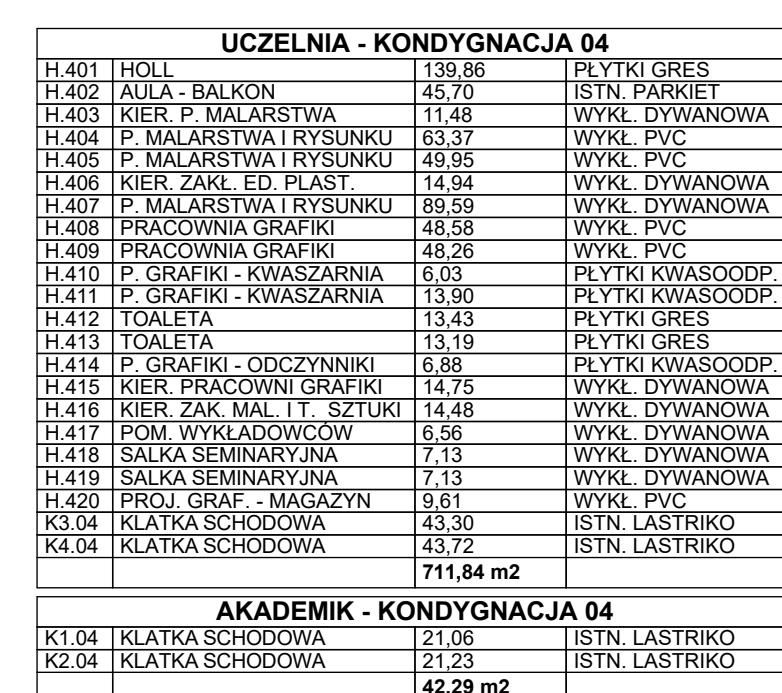 UCZELNIA - KONDYGNACJA 04
H.401 HOLL 139,86 PŁYTKI GRES
H.402 AULA - BALKON 45,70 ISTN. PARKIET
H.403 KIER. P. MALARSTWA 11,48 WYKŁ. DYWANOWA
H.404 P. MALARSTWA I RYSUNKU 63,37 WYKŁ. PVC
H.405 P. MALARSTWA I RYSUNKU 49,95 WYKŁ. PVC
H.406 KIER. ZAKŁ. ED. PLAST. 14,94 WYKŁ. DYWANOWA
H.407 P. MALARSTWA I RYSUNKU 89,59 WYKŁ. DYWANOWA
H.408 PRACOWNIA GRAFIKI 48,58 WYKŁ. PVC
H.409 PRACOWNIA GRAFIKI 48,26 WYKŁ. PVC
H.410 P. GRAFIKI - KWASZARNIA 6,03 PŁYTKI KWASOODP.
H.411 P. GRAFIKI - KWASZARNIA 13,90 PŁYTKI KWASOODP.
H.412 TOALETA 13,43 PŁYTKI GRES
H.413 TOALETA 13,19 PŁYTKI GRES
H.414 P. GRAFIKI - ODCZYNNIKI 6,88 PŁYTKI KWASOODP.
H.415 KIER. PRACOWNI GRAFIKI 14,75 WYKŁ. DYWANOWA
H.416 KIER. ZAK. MAL. I T. SZTUKI 14,48 WYKŁ. DYWANOWA
H.417 POM. WYKŁADOWCÓW 6,56 WYKŁ. DYWANOWA
H.418 SALKA SEMINARYJNA 7,13 WYKŁ. DYWANOWA
H.419 SALKA SEMINARYJNA 7,13 WYKŁ. DYWANOWA
H.420 PROJ. GRAF. - MAGAZYN 9,61 WYKŁ. PVC
K3.04 KLATKA SCHODOWA 43,30 ISTN. LASTRIKO
K4.04 KLATKA SCHODOWA 43,72 ISTN. LASTRIKO
711,84 m2
AKADEMIK - KONDYGNACJA 04
K1.04 KLATKA SCHODOWA 21,06 ISTN. LASTRIKO
K2.04 KLATKA SCHODOWA 21,23 ISTN. LASTRIKO
42,29 m2